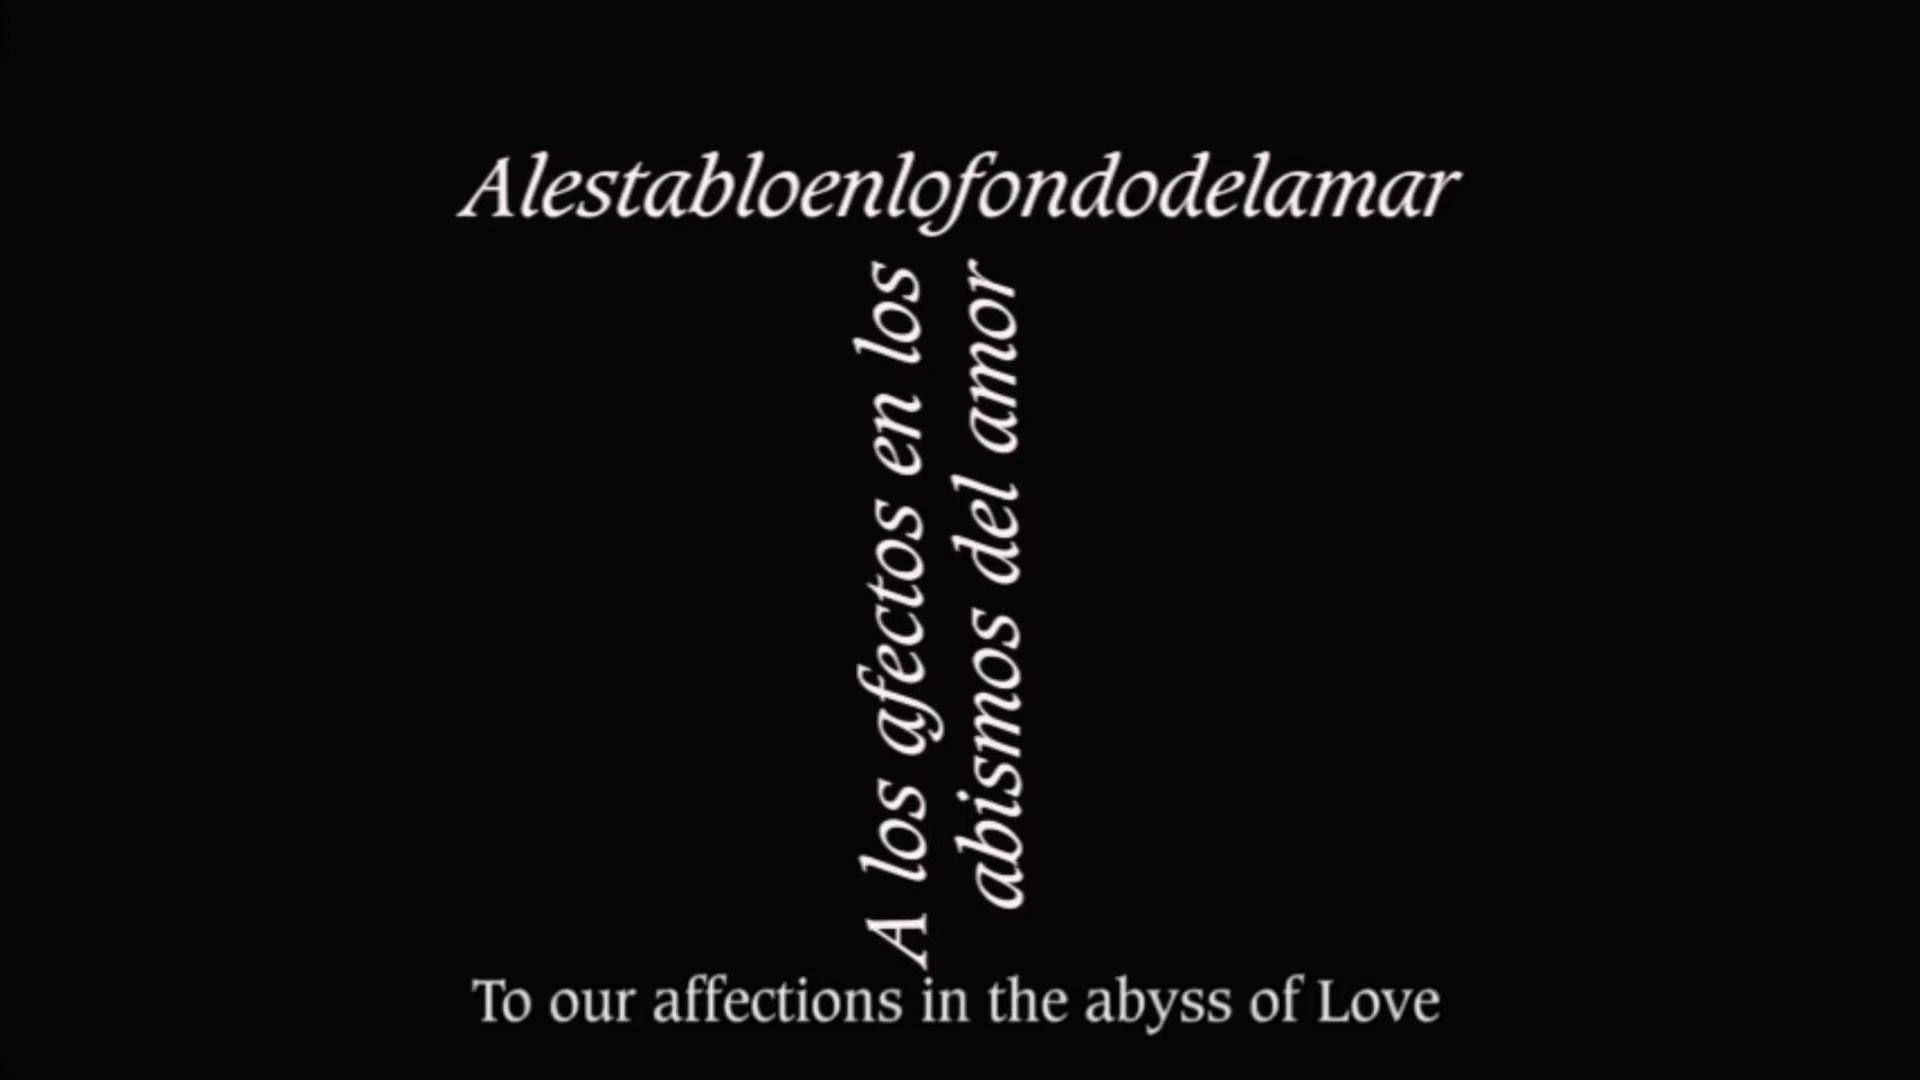 Alestabloenlofondodelamar
A los afectos en los
abismos del amor
To our affections in the abyss of Love